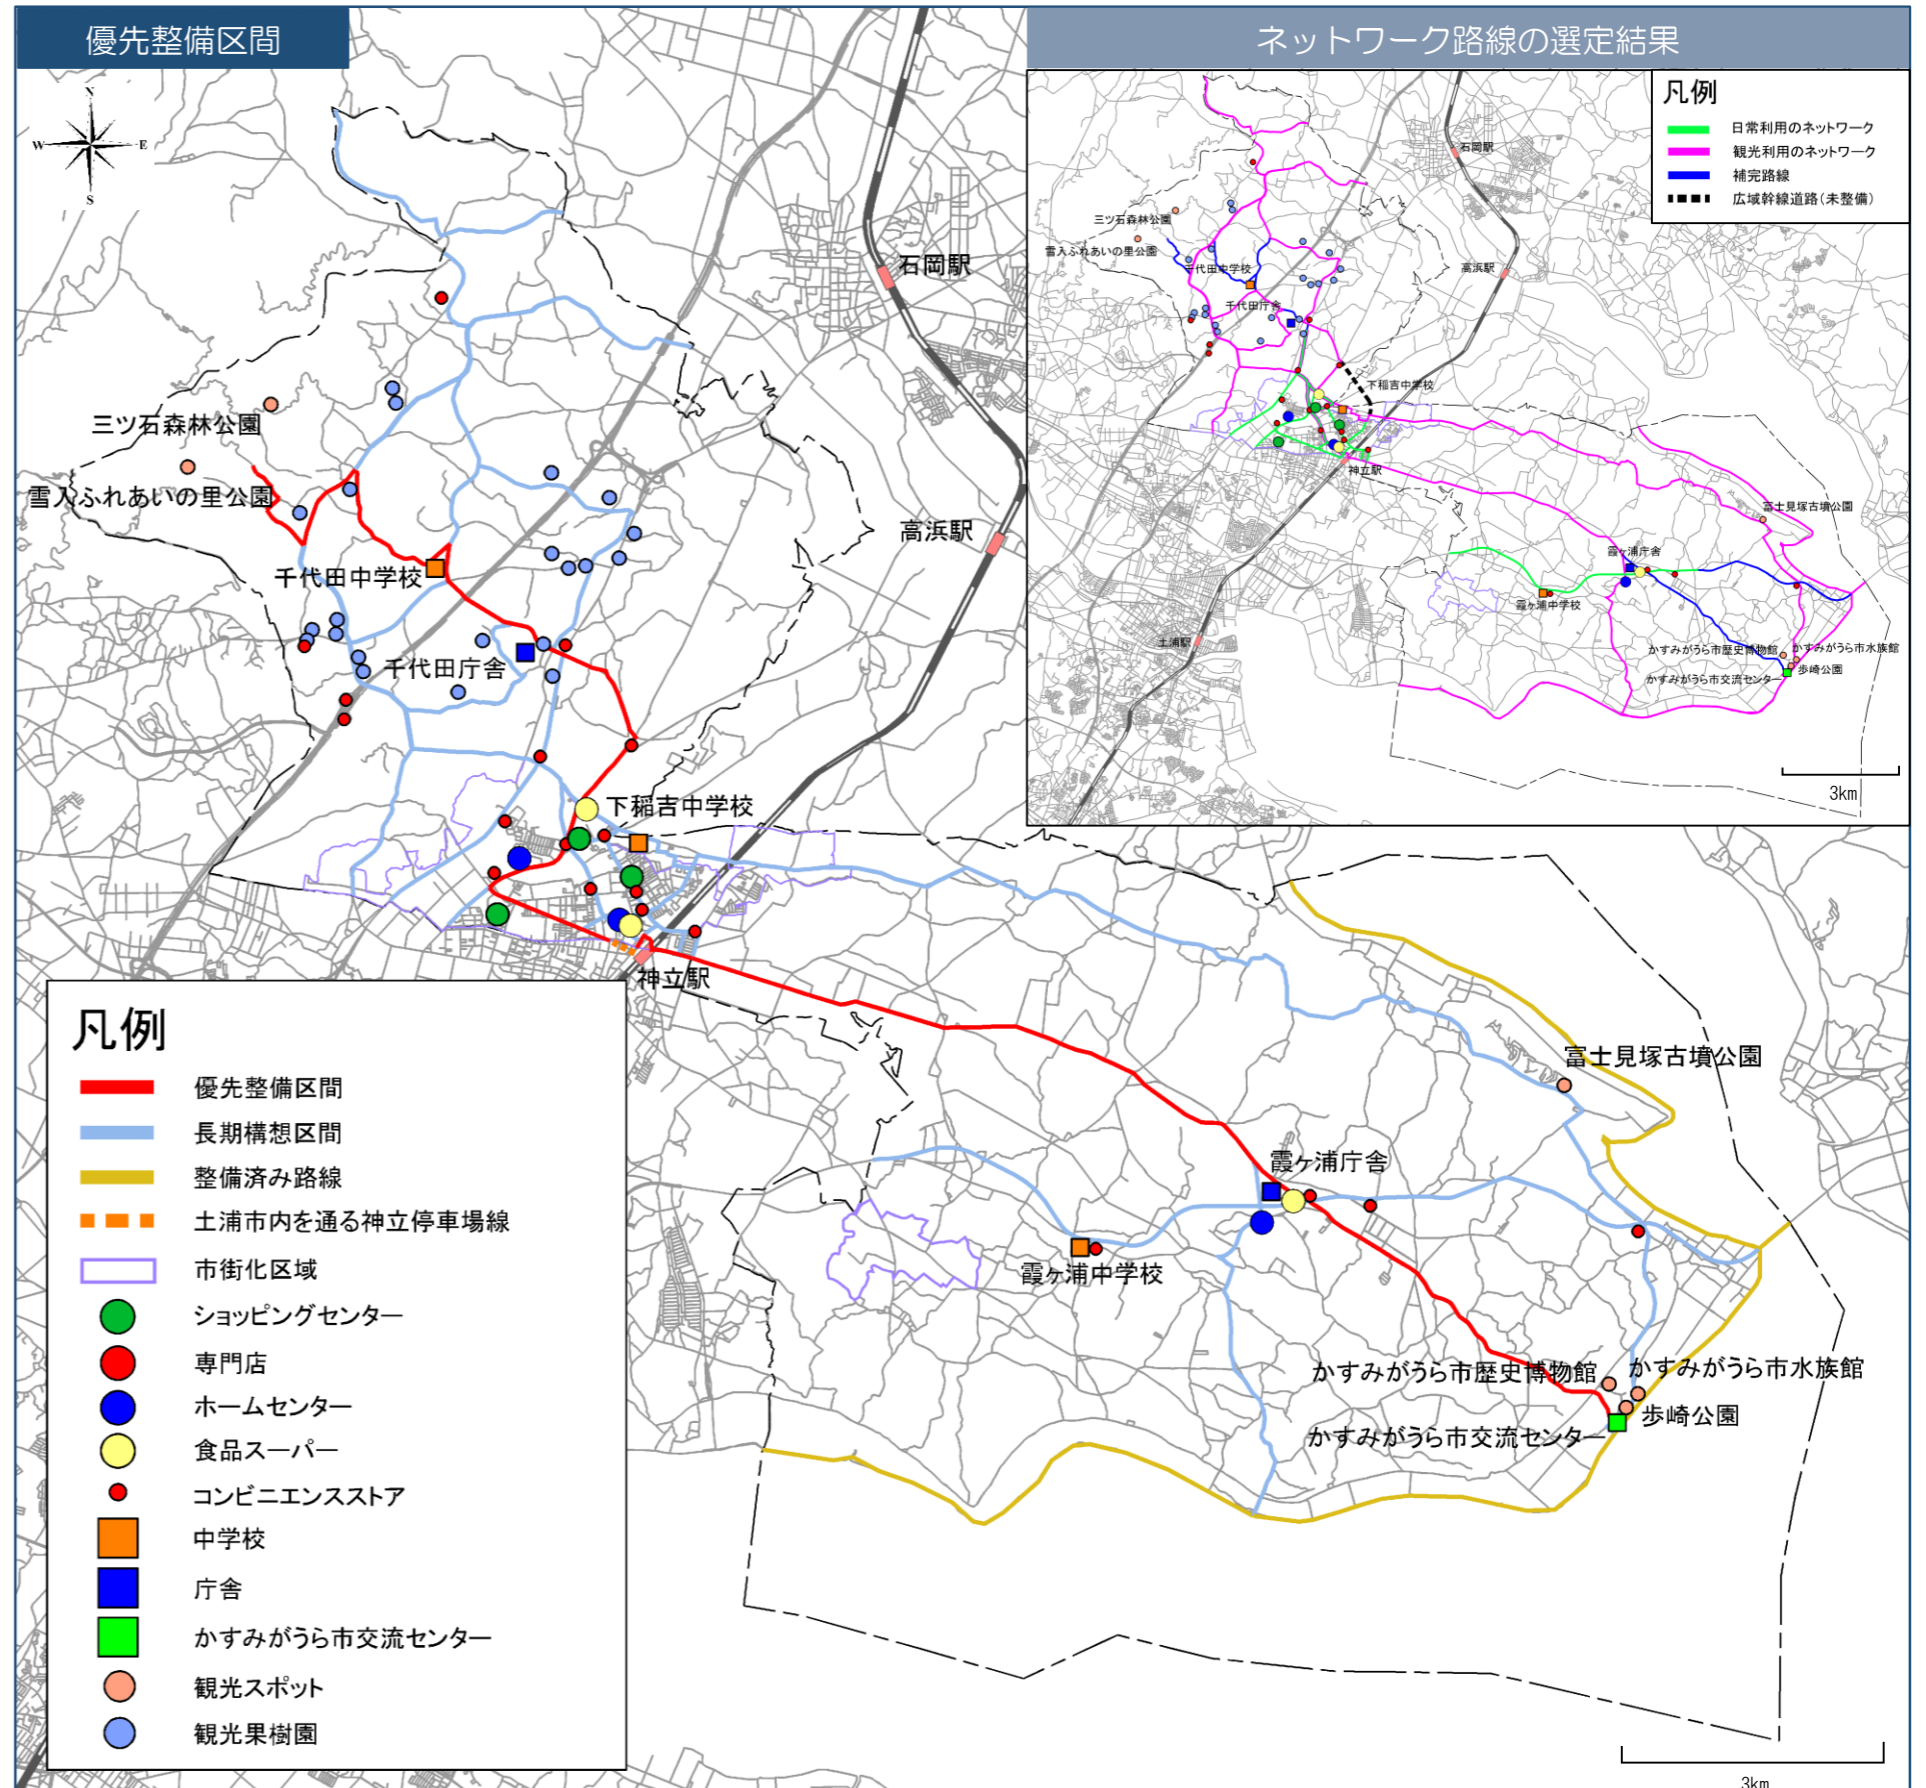 優先整備区間
N
W
E
S
石岡駅
高浜駅
三ツ石森林公園
雪入ふれあいの里公園
千代田中学校
千代田庁舎
下稲吉中学校
神立駅
富士見塚古墳公園
霞ヶ浦庁舎
霞ヶ浦中学校
かすみがうら市歴史博物館
かすみがうら市水族館
歩崎公園
かすみがうら市交流センター
3km
凡例
優先整備区間
長期構想区間
整備済み路線
土浦市内を通る神立停車場線
市街化区域
ショッピングセンター
専門店
ホームセンター
食品スーパー
コンビニエンスストア
中学校
庁舎
かすみがうら市交流センター
観光スポット
観光果樹園
ネットワーク路線の選定結果
凡例
日常利用のネットワーク
観光利用のネットワーク
補完路線
広域幹線道路(未整備)
石岡駅
三ツ石森林公園
雪入ふれあいの里公園
千代田中学校
高浜駅
千代田庁舎
下稲吉中学校
神立駅
富士見塚古墳公園
霞ヶ浦庁舎
霞ヶ浦中学校
土浦駅
かすみがうら市歴史博物館
かすみがうら市水族館
歩崎公園
かすみがうら市交流センター
3km